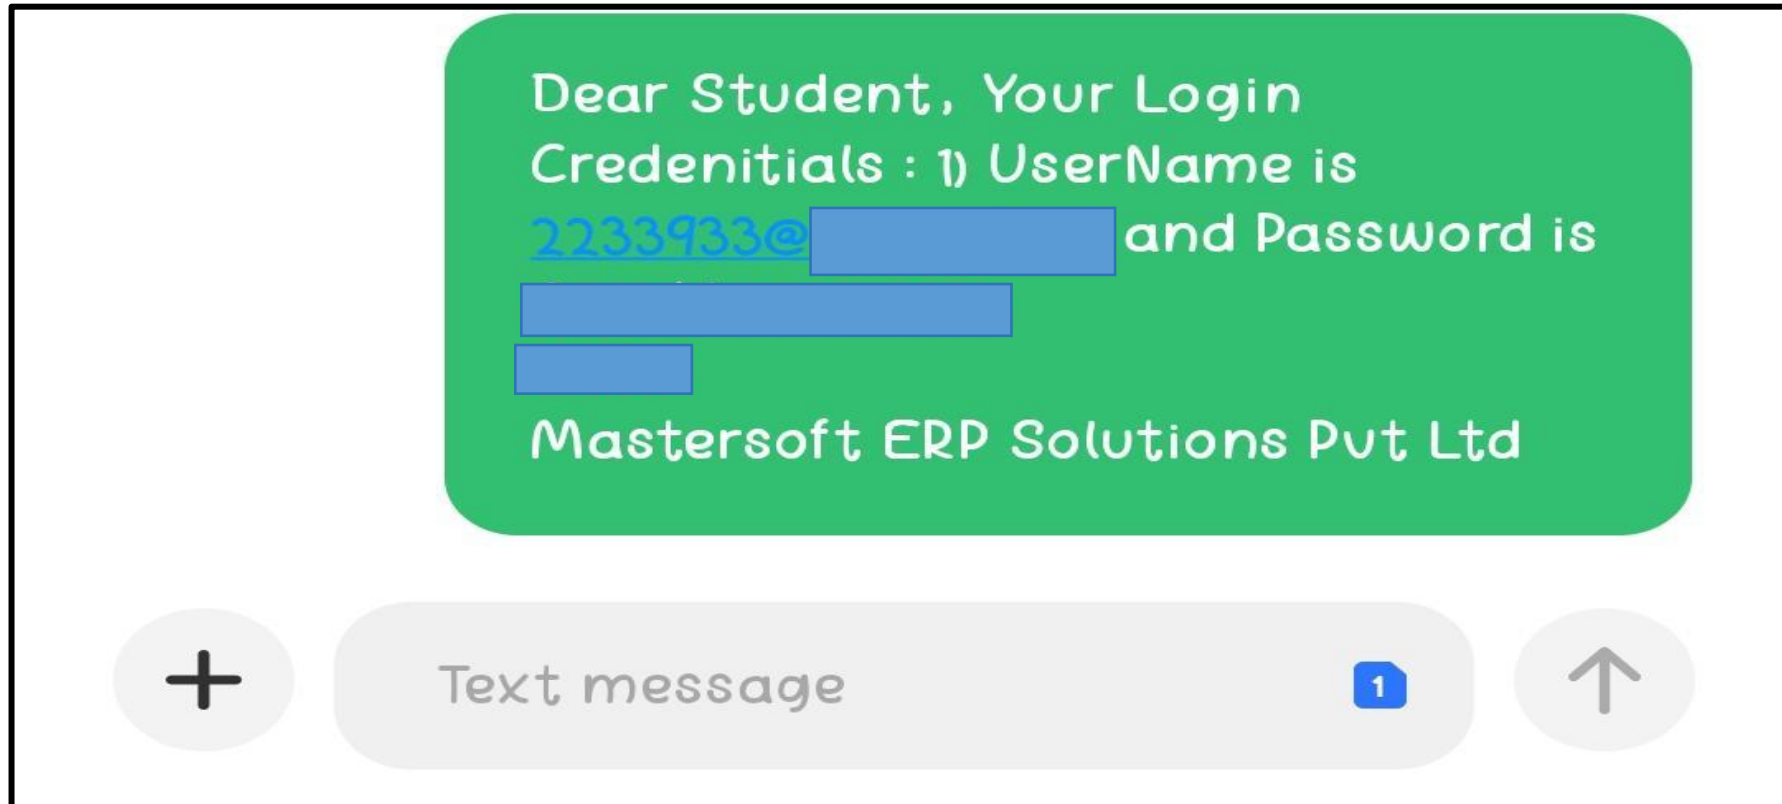 Dear Student, Your Login
Credenitials : 1) UserName is
2233933@ and Password is
Mastersoft ERP Solutions Pvt Ltd
Text message
1